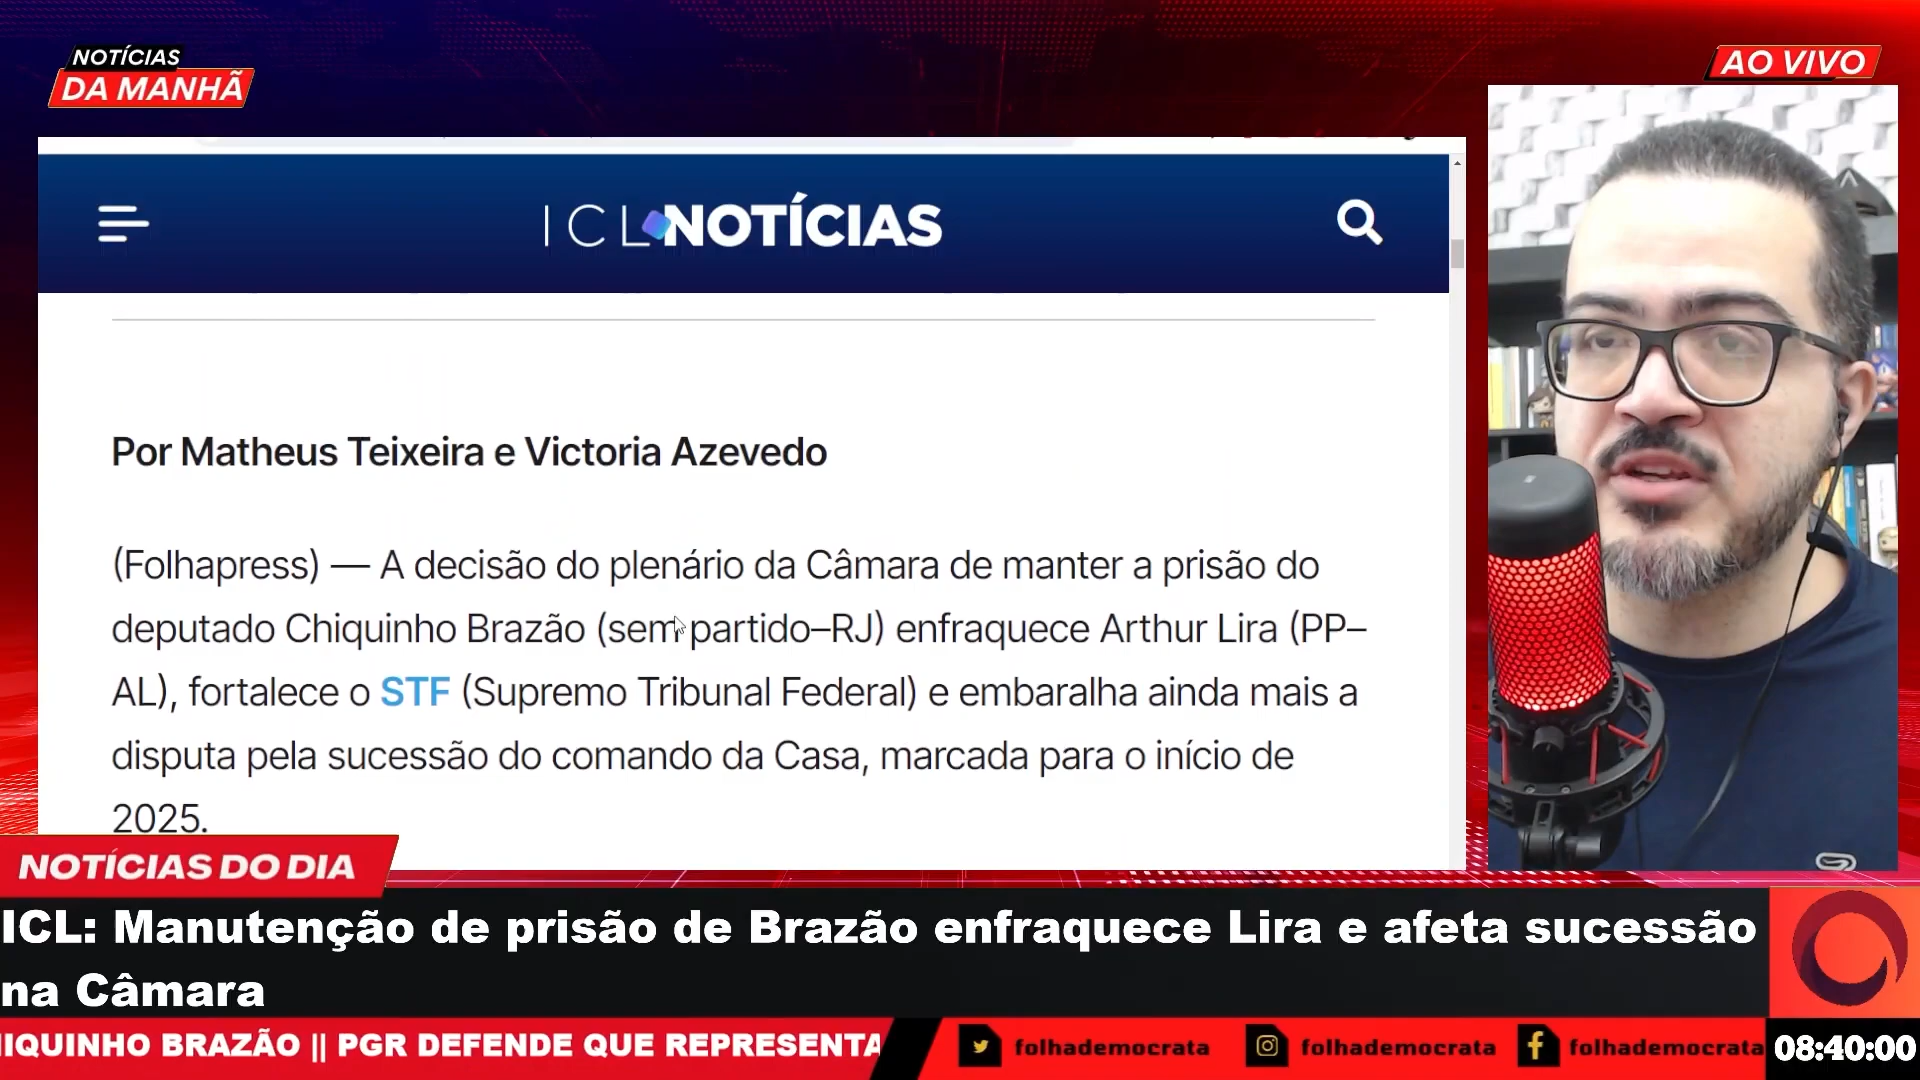 NOTÍCIAS
DA MANHÃ
AO VIVO
ICL NOTÍCIAS
Por Matheus Teixeira e Victoria Azevedo
(Folhapress) — A decisão do plenário da Câmara de manter a prisão do
deputado Chiquinho Brazão (sem partido–RJ) enfraquece Arthur Lira (PP–
AL), fortalece o STF (Supremo Tribunal Federal) e embaralha ainda mais a
disputa pela sucessão do comando da Casa, marcada para o início de
2025.
NOTÍCIAS DO DIA
ICL: Manutenção de prisão de Brazão enfraquece Lira e afeta sucessão
na Câmara
IQUINHO BRAZÃO || PGR DEFENDE QUE REPRESENTA
folhademocrata
folhademocrata
folhademocrata
08:40:00